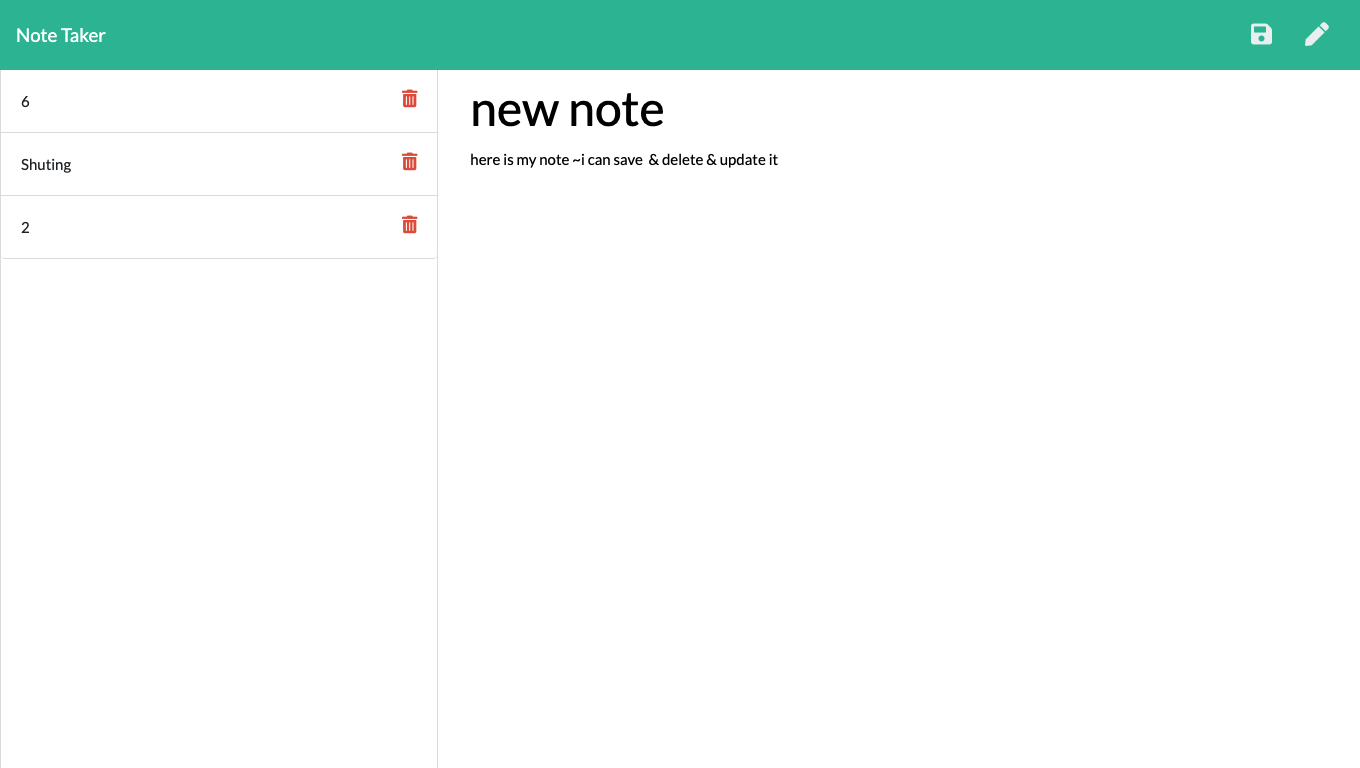 Note Taker
6
Shuting
2
new note
here is my note ~i can save  & delete & update it